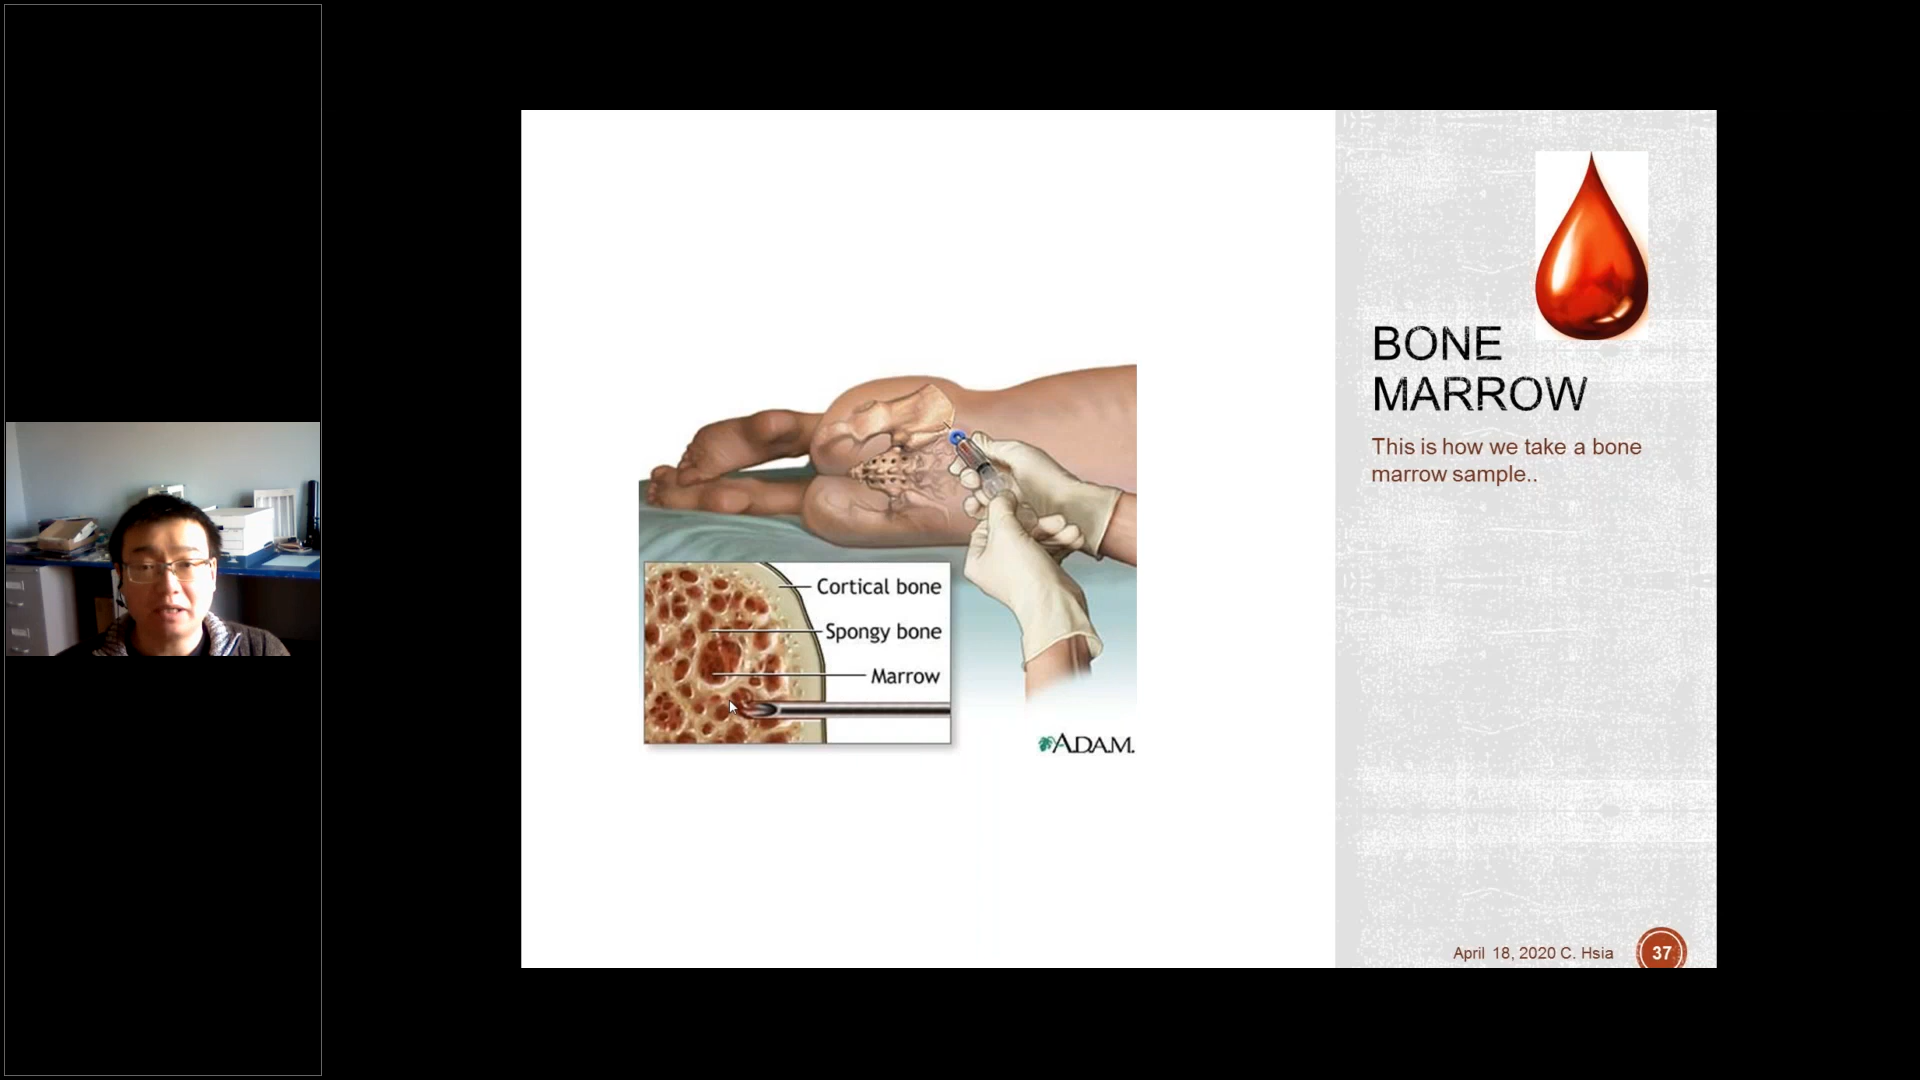 BONE
MARROW
This is how we take a bone
marrow sample..
Cortical bone
Spongy bone
Marrow
ADAM.
April 18, 2020 C. Hsia
37